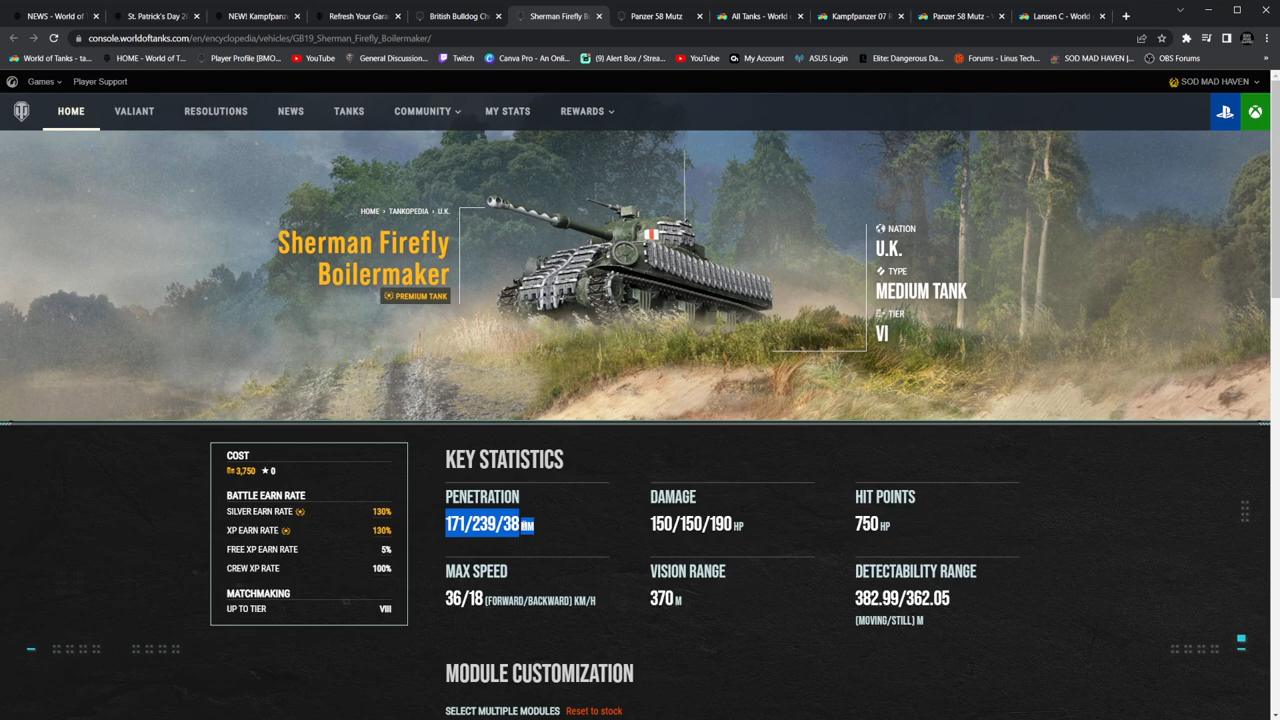 NEWS - World of
St. Patrick's Day 2
NEW! Kampfpanz
Refresh Your Gara
British Bulldog Ch
Sherman Firefly B
Panzer 58 Mutz
All Tanks - World
Kampfpanzer 07 R
Panzer 58 Mutz -
Lansen C - World
console.worldoftanks.com/en/encyclopedia/vehicles/GB19_Sherman_Firefly_Boilermaker/
World of Tanks - ta...
HOME - World of T...
Player Profile [BMO...
YouTube
General Discussion...
Twitch
Canva Pro - An Onli...
(9) Alert Box / Strea...
YouTube
My Account
ASUS Login
Elite: Dangerous Da...
Forums - Linus Tech...
SOD MAD HAVEN |...
OBS Forums
»
Games
Player Support
SOD MAD HAVEN
HOME
VALIANT
RESOLUTIONS
NEWS
TANKS
COMMUNITY
MY STATS
REWARDS
HOME › TANKOPEDIA › U.K.
Sherman Firefly
Boilermaker
PREMIUM TANK
NATION
U.K.
TYPE
MEDIUM TANK
TIER
VI
COST
3,750 ★ 0
BATTLE EARN RATE
SILVER EARN RATE 130%
XP EARN RATE 130%
FREE XP EARN RATE 5%
CREW XP RATE 100%
MATCHMAKING
UP TO TIER VIII
KEY STATISTICS
PENETRATION
171/239/38 MM
DAMAGE
150/150/190 HP
HIT POINTS
750 HP
MAX SPEED
36/18 (FORWARD/BACKWARD) KM/H
VISION RANGE
370 M
DETECTABILITY RANGE
382.99/362.05
(MOVING/STILL) M
MODULE CUSTOMIZATION
SELECT MULTIPLE MODULES Reset to stock